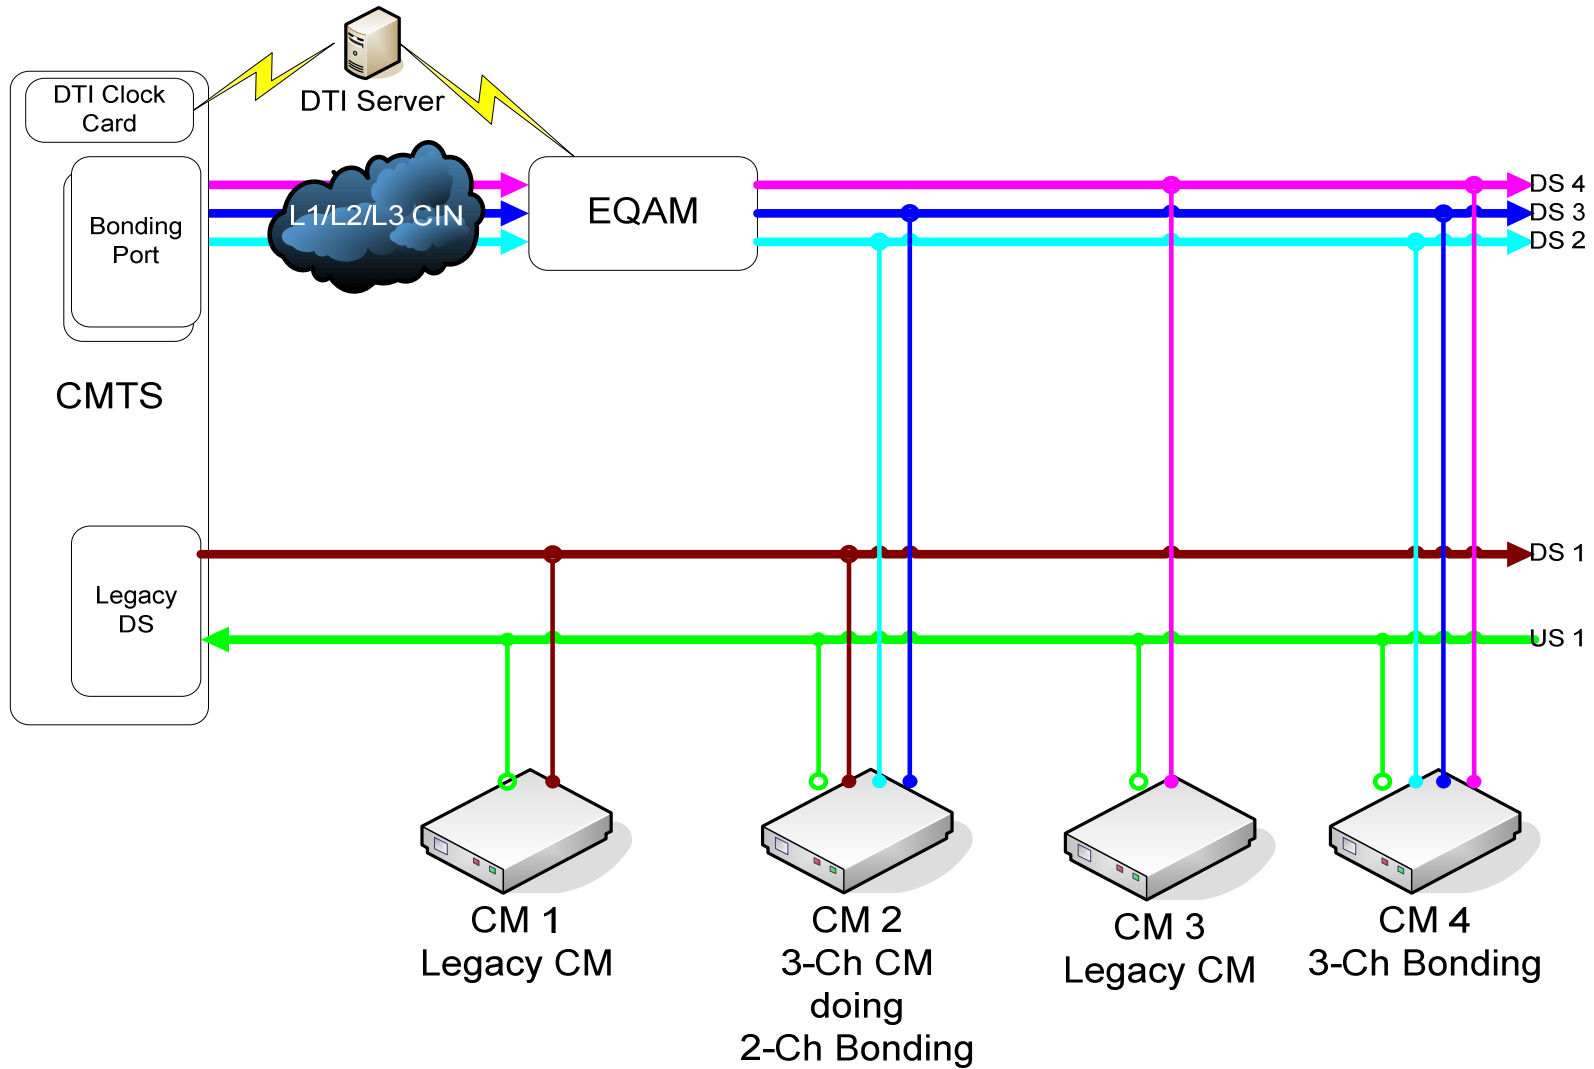 DTI Clock
Card
DTI Server
Bonding
Port
L1/L2/L3 CIN
EQAM
DS 4
DS 3
DS 2
CMTS
Legacy
DS
DS 1
US 1
CM 1
Legacy CM
CM 2
3-Ch CM
doing
2-Ch Bonding
CM 3
Legacy CM
CM 4
3-Ch Bonding